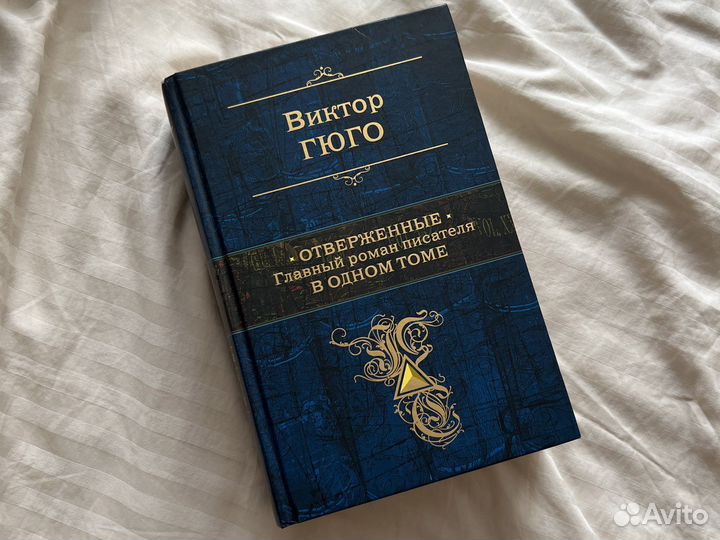 Виктор
ГЮГО
ОТВЕРЖЕННЫЕ
Главный роман писателя
В ОДНОМ ТОМЕ
Avito